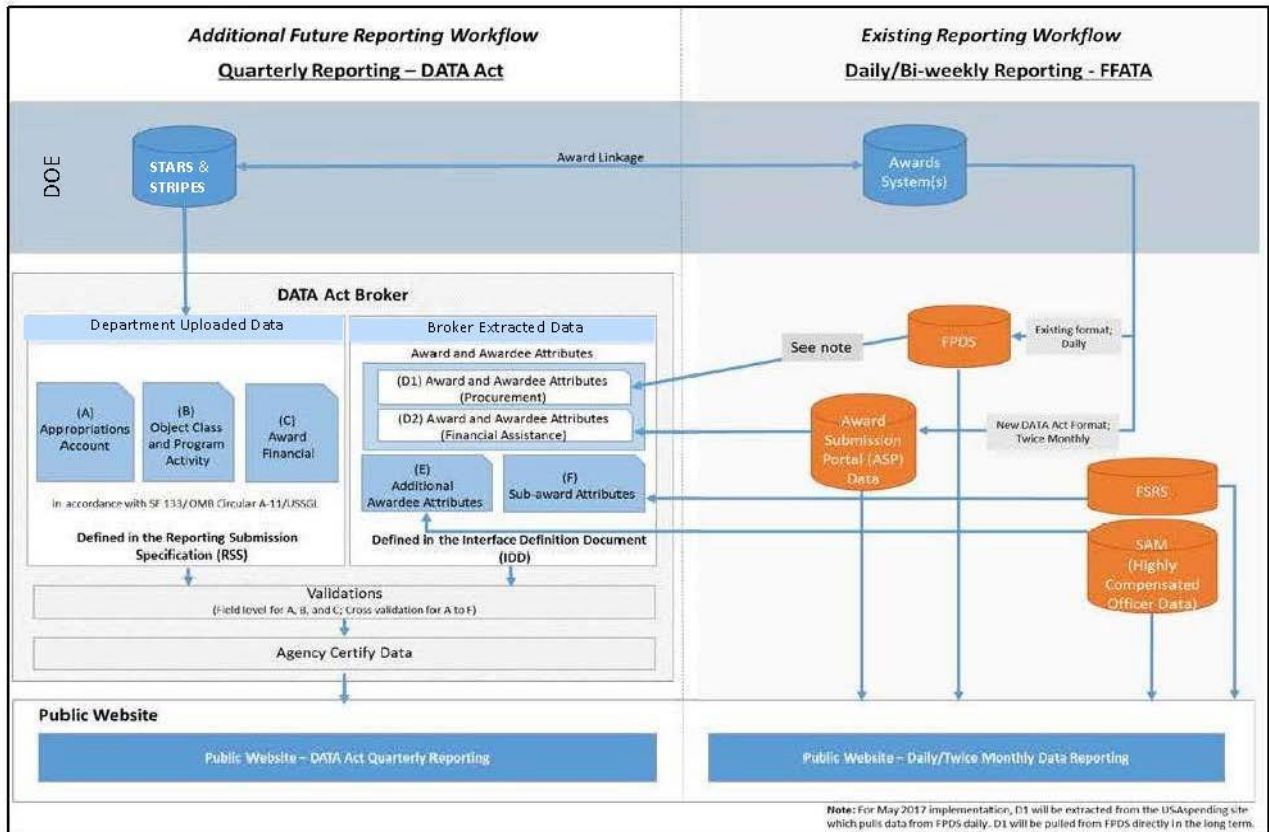 Additional Future Reporting Workflow
Quarterly Reporting – DATA Act
Existing Reporting Workflow
Daily/Bi-weekly Reporting - FFATA
DOE
STARS &
STRIPES
Award Linkage
Awards
System(s)
DATA Act Broker
Department Uploaded Data
Broker Extracted Data
Award and Awardee Attributes
(D1) Award and Awardee Attributes
(Procurement)
(D2) Award and Awardee Attributes
(Financial Assistance)
(A)
Appropriations
Account
(B)
Object Class
and Program
Activity
(C)
Award
Financial
(E)
Additional
Awardee Attributes
(F)
Sub-award Attributes
in accordance with SF 133/ OMB Circular A-11/USSGL
Defined in the Reporting Submission
Specification (RSS)
Defined in the Interface Definition Document
(IDD)
Validations
(Field level for A, B, and C; Cross validation for A to F)
Agency Certify Data
See note
FPDS
Existing format;
Daily
Award
Submission
Portal (ASP)
Data
New DATA Act Format;
Twice Monthly
FSRS
SAM
(Highly
Compensated
Officer Data)
Public Website
Public Website – DATA Act Quarterly Reporting
Public Website – Daily/Twice Monthly Data Reporting
Note: For May 2017 implementation, D1 will be extracted from the USAspending site
which pulls data from FPDS daily. D1 will be pulled from FPDS directly in the long term.